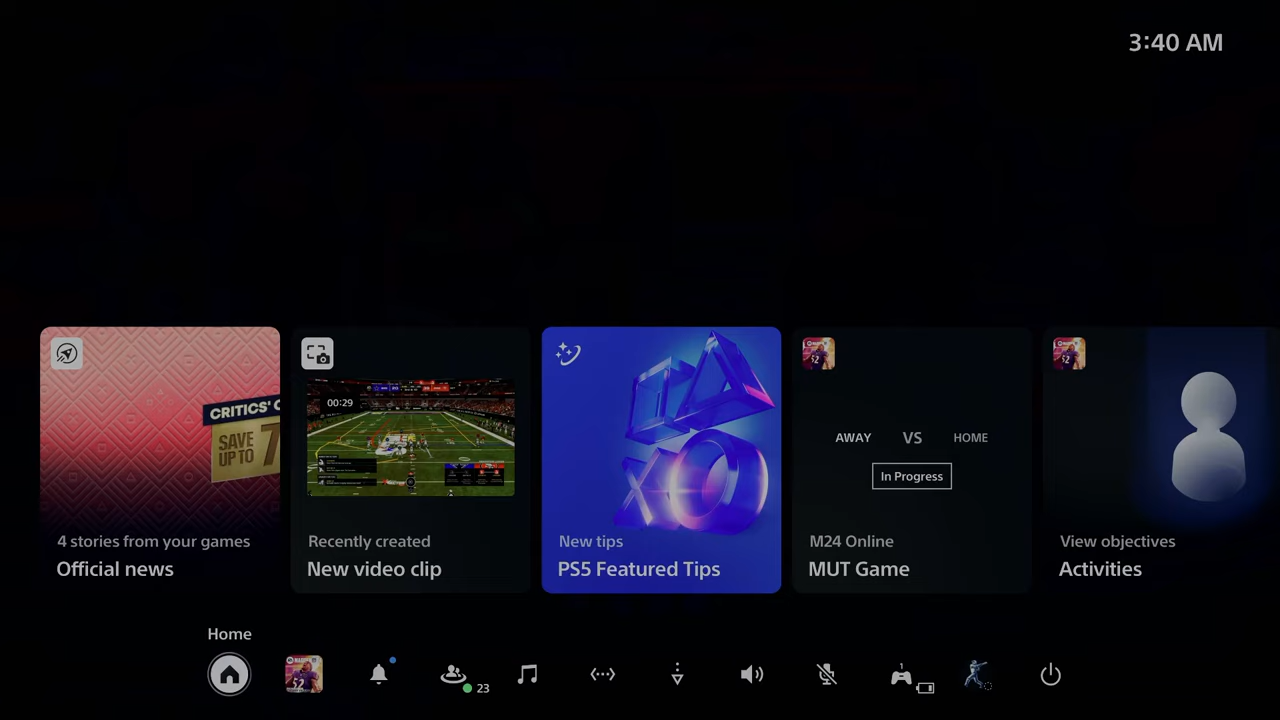 3:40 AM
CRITICS' C
SAVE
UP TO 7
00:29
AWAY VS HOME
In Progress
4 stories from your games
Official news
Recently created
New video clip
New tips
PS5 Featured Tips
M24 Online
MUT Game
View objectives
Activities
Home
23
1